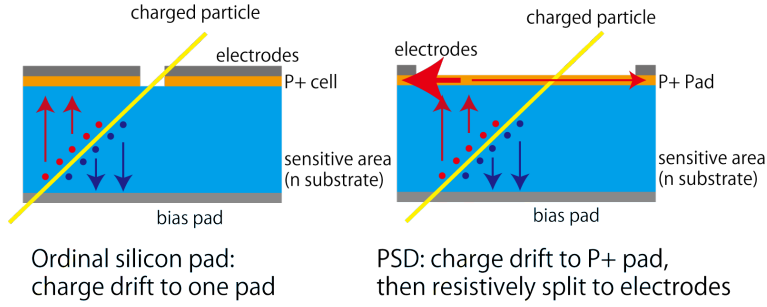 charged particle
electrodes
P+ cell
sensitive area
(n substrate)
bias pad
Ordinal silicon pad:
charge drift to one pad
charged particle
electrodes
P+ Pad
sensitive area
(n substrate)
bias pad
PSD: charge drift to P+ pad,
then resistively split to electrodes